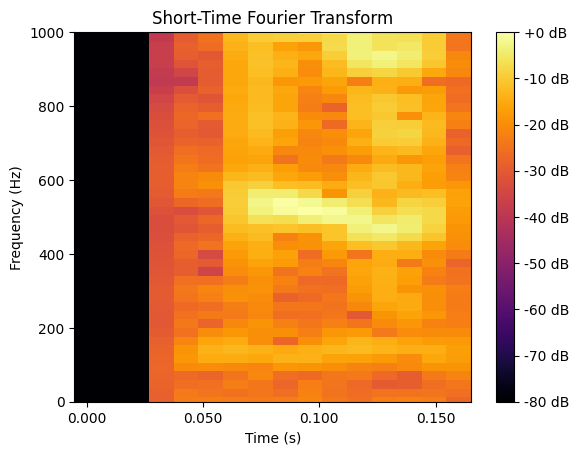 Short-Time Fourier Transform
1000
800
600
400
200
0
Frequency (Hz)
0.000
0.050
0.100
0.150
Time (s)
+0 dB
-10 dB
-20 dB
-30 dB
-40 dB
-50 dB
-60 dB
-70 dB
-80 dB